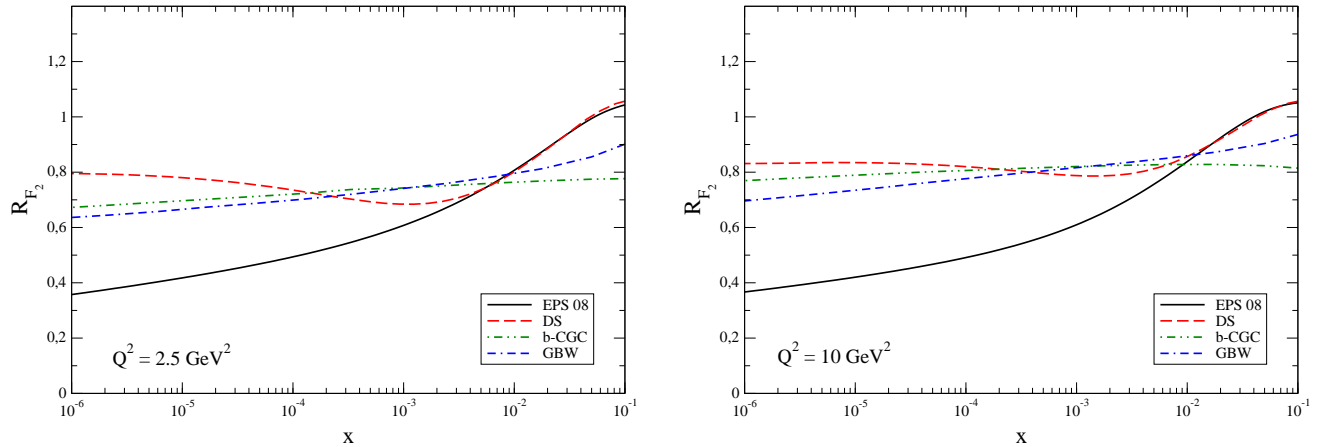 1,2
1
0,8
0,6
0,4
0,2
0
R_F_2
10^-6
10^-5
10^-4
10^-3
10^-2
10^-1
x
EPS 08
DS
b-CGC
GBW
Q^2 = 2.5 GeV^2
1,2
1
0,8
0,6
0,4
0,2
0
R_F_2
10^-6
10^-5
10^-4
10^-3
10^-2
10^-1
x
EPS 08
DS
b-CGC
GBW
Q^2 = 10 GeV^2